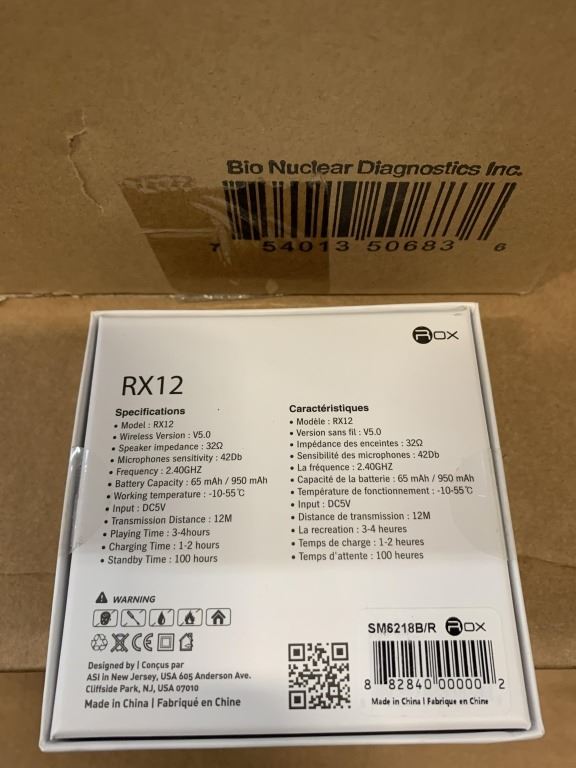 Bio Nuclear Diagnostics Inc.
7 54013 50683 6
ROX
RX12
Specifications
• Model : RX12
• Wireless Version : V5.0
• Speaker impedance : 32Ω
• Microphones sensitivity : 42Db
• Frequency : 2.40GHZ
• Battery Capacity : 65 mAh / 950 mAh
• Working temperature : -10-55℃
• Input : DC5V
• Transmission Distance : 12M
• Playing Time : 3-4hours
• Charging Time : 1-2 hours
• Standby Time : 100 hours
Caractéristiques
• Modèle : RX12
• Version sans fil : V5.0
• Impédance des enceintes : 32Ω
• Sensibilité des microphones : 42Db
• La fréquence : 2.40GHZ
• Capacité de la batterie : 65 mAh / 950 mAh
• Température de fonctionnement : -10-55℃
• Input : DC5V
• Distance de transmission : 12M
• La recreation : 3-4 heures
• Temps de charge : 1-2 heures
• Temps d'attente : 100 heures
WARNING
CE
Designed by | Conçus par
ASI in New Jersey, USA 605 Anderson Ave.
Cliffside Park, NJ, USA 07010
Made in China | Fabriqué en Chine
SM6218B/R ROX
8 82840 00000 2
Made in China | Fabrique en Chine